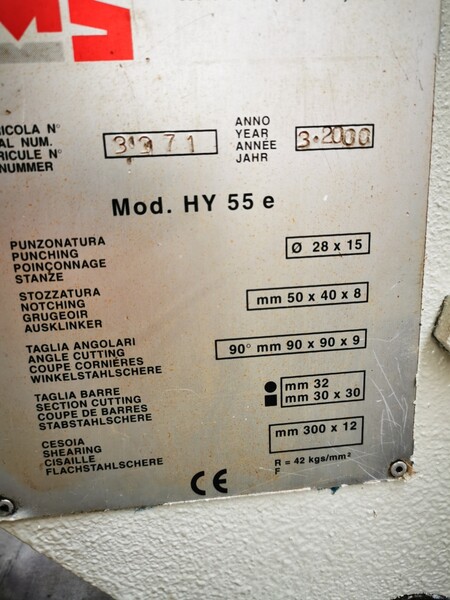 MS
ICOLA N°
AL NUM.
RICULE N°
NUMMER
3371
ANNO
YEAR
ANNEE
JAHR
3·2000
Mod. HY 55 e
PUNZONATURA
PUNCHING
POINÇONNAGE
STANZE
Ø 28 x 15
STOZZATURA
NOTCHING
GRUGEOIR
AUSKLINKER
mm 50 x 40 x 8
TAGLIA ANGOLARI
ANGLE CUTTING
COUPE CORNIÈRES
WINKELSTAHLSCHERE
90° mm 90 x 90 x 9
TAGLIA BARRE
SECTION CUTTING
COUPE DE BARRES
STABSTAHLSCHERE
mm 32
mm 30 x 30
CESOIA
SHEARING
CISAILLE
FLACHSTAHLSCHERE
mm 300 x 12
R = 42 kgs/mm²
F
CE